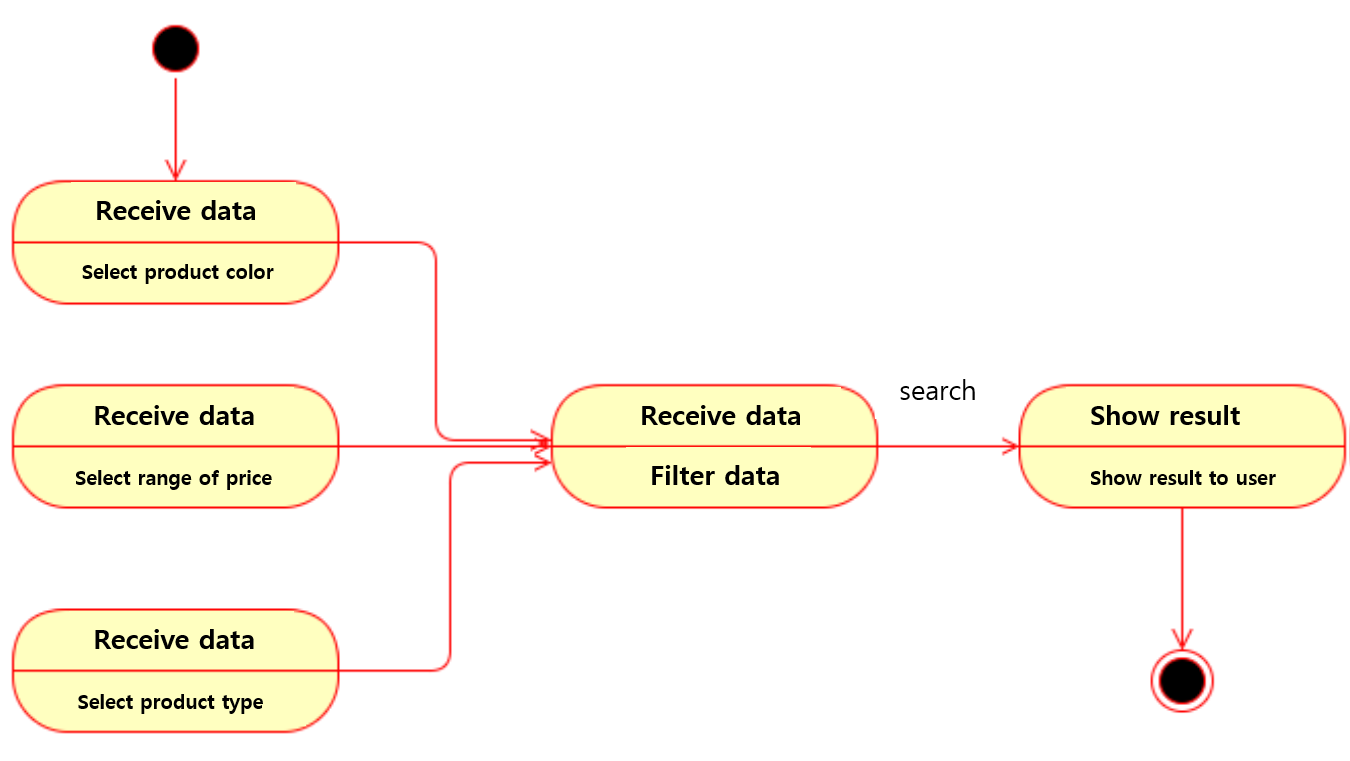 Receive data
Select product color
Receive data
Select range of price
Receive data
Select product type
Receive data
Filter data
search
Show result
Show result to user